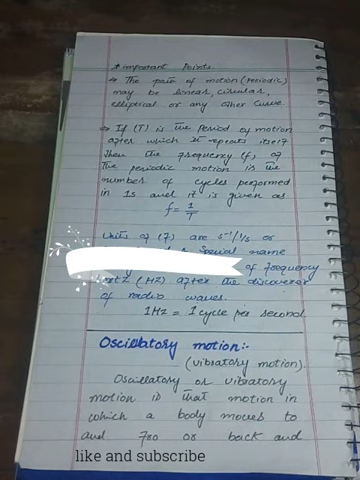 * Important Points
→ The path of motion (Periodic)
may be linear, circular,
elliptical or any other curve
⇒ If (T) is the period of motion
after which it repeats itself
then the frequency (f) of
the periodic motion is the
number of cycles performed
in 1s and it is given as
f = 1/T
Units of (f) are s⁻¹/1/s or
special name
of frequency
(HZ) after the discoverer
of radio waves.
1Hz = 1 cycle per second
Oscillatory motion:-
(vibratory motion)
Oscillatory or vibratory
motion is that motion in
which a body moves to
and fro or back and
like and subscribe